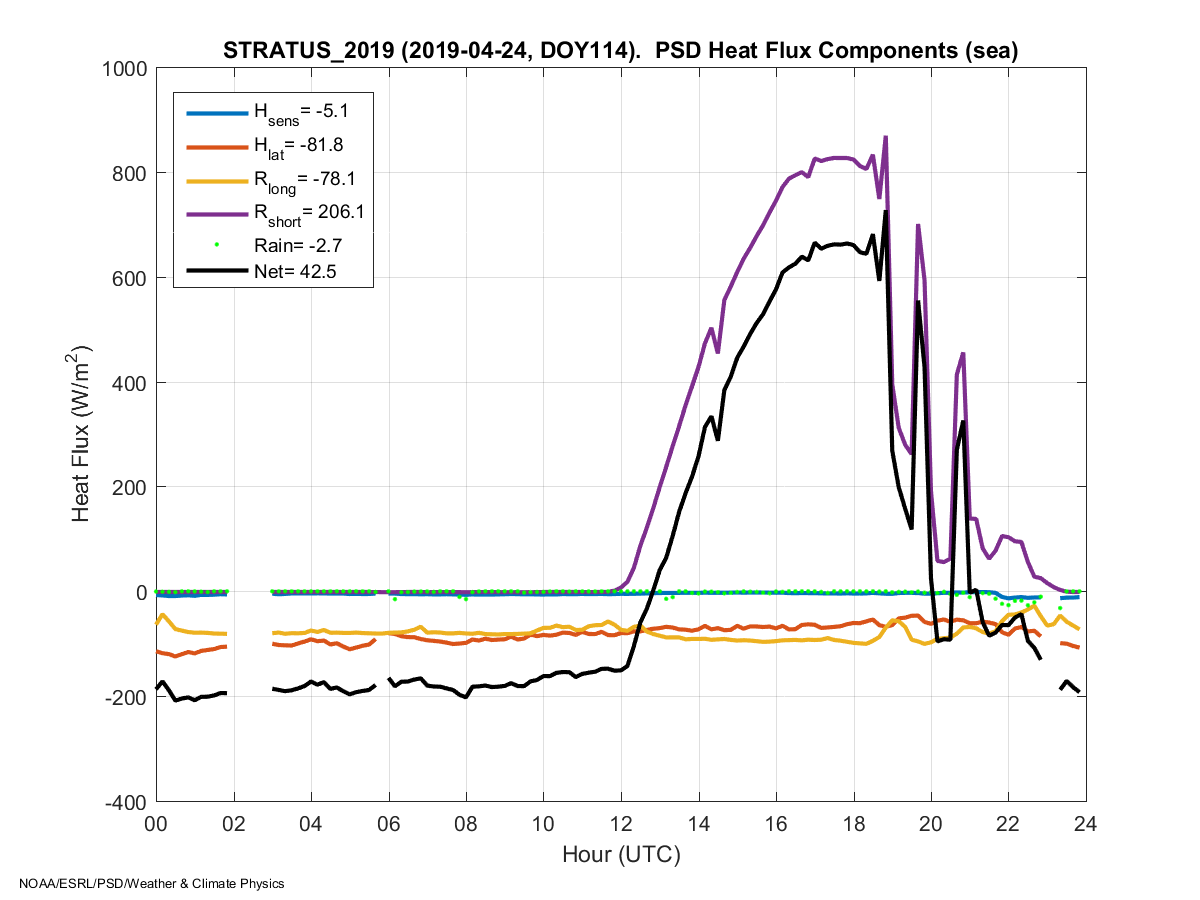 STRATUS_2019 (2019-04-24, DOY114).  PSD Heat Flux Components (sea)
1000
800
600
400
200
0
-200
-400
Heat Flux (W/m2)
Hsens= -5.1
Hlat= -81.8
Rlong= -78.1
Rshort= 206.1
Rain= -2.7
Net= 42.5
00 02 04 06 08 10 12 14 16 18 20 22 24
Hour (UTC)
NOAA/ESRL/PSD/Weather & Climate Physics